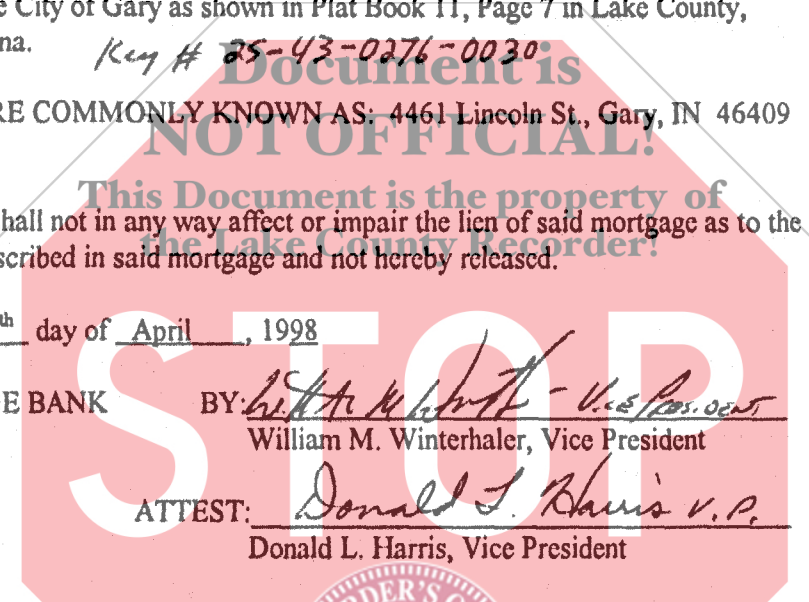 e City of Gary as shown in Plat Book 11, Page 7 in Lake County,
na. Key # 25-43-0276-0030
Document is
RE COMMONLY KNOWN AS: 4461 Lincoln St., Gary, IN 46409
NOT OFFICIAL!
This Document is the property of
hall not in any way affect or impair the lien of said mortgage as to the
the Lake County Recorder!
scribed in said mortgage and not hereby released.
th day of April, 1998
STOP
E BANK BY: William M. Winterhaler - Vice President
William M. Winterhaler, Vice President
ATTEST: Donald L. Harris V.P.
Donald L. Harris, Vice President
DER'S